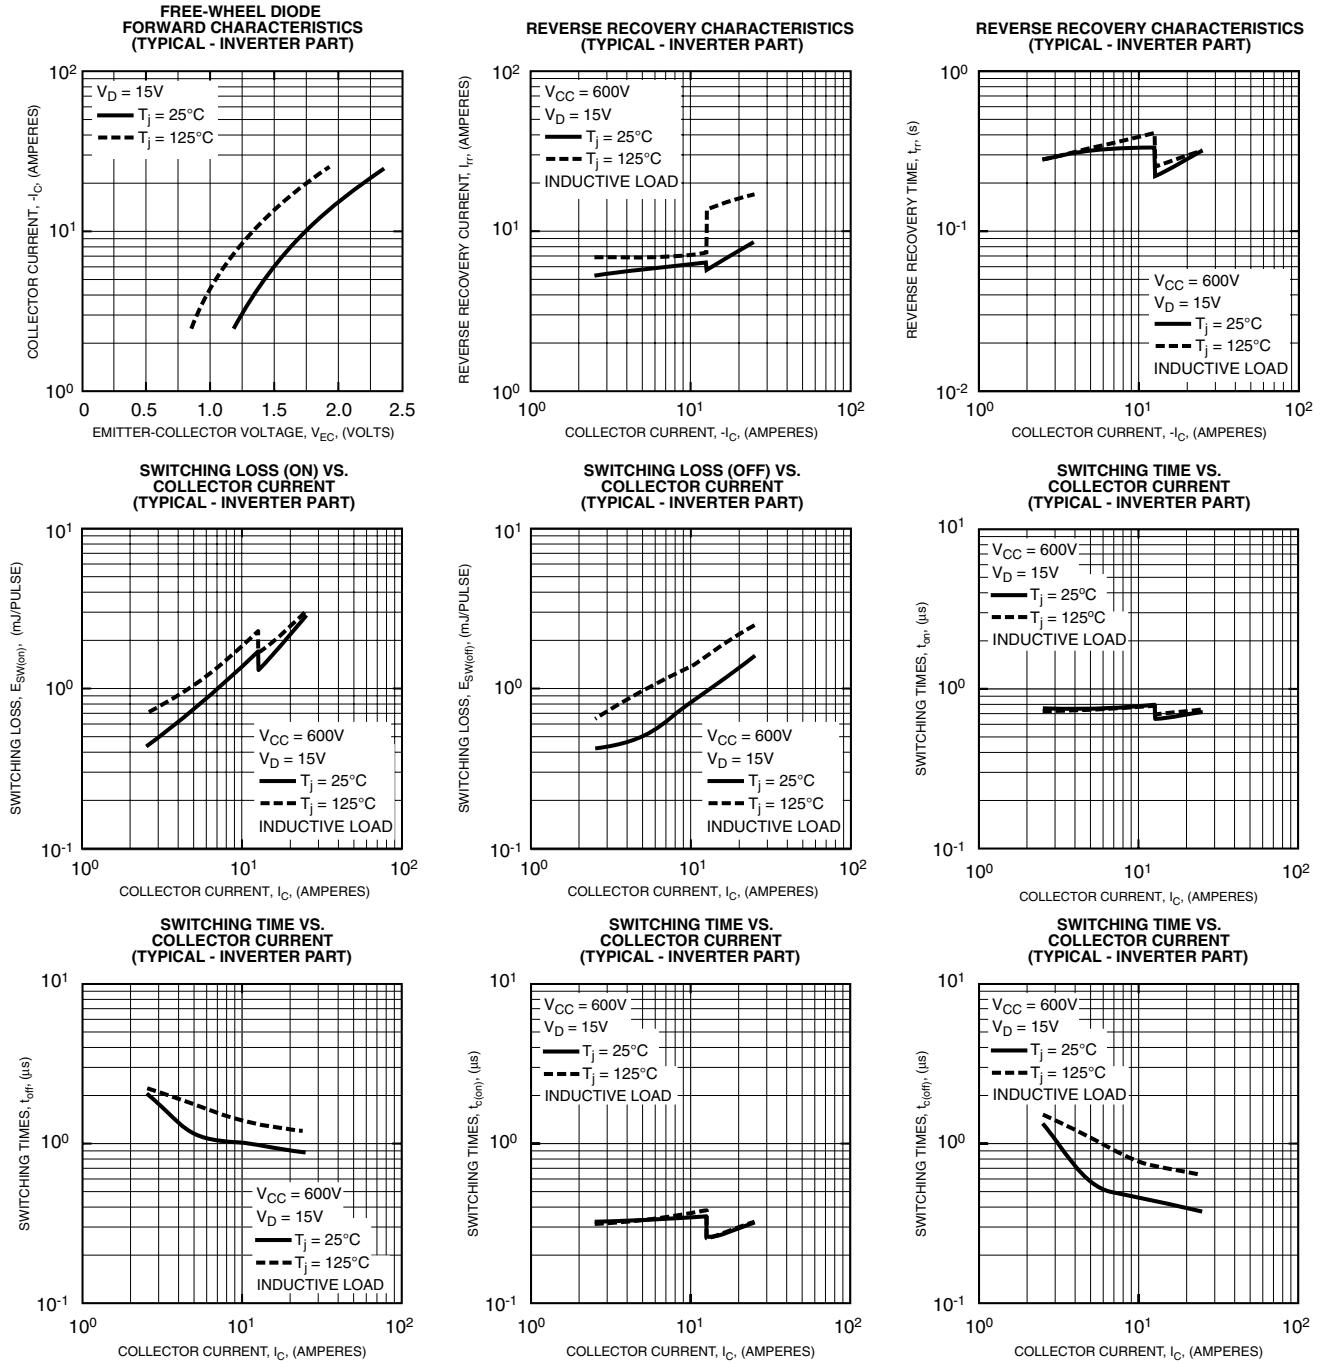 FREE-WHEEL DIODE
FORWARD CHARACTERISTICS
(TYPICAL - INVERTER PART)
COLLECTOR CURRENT, -IC, (AMPERES)
10²
10¹
10⁰
VD = 15V
Tj = 25°C
Tj = 125°C
0 0.5 1.0 1.5 2.0 2.5
EMITTER-COLLECTOR VOLTAGE, VEC, (VOLTS)
REVERSE RECOVERY CHARACTERISTICS
(TYPICAL - INVERTER PART)
REVERSE RECOVERY CURRENT, Irr, (AMPERES)
10²
10¹
10⁰
VCC = 600V
VD = 15V
Tj = 25°C
Tj = 125°C
INDUCTIVE LOAD
10⁰ 10¹ 10²
COLLECTOR CURRENT, -IC, (AMPERES)
REVERSE RECOVERY CHARACTERISTICS
(TYPICAL - INVERTER PART)
REVERSE RECOVERY TIME, trr, (s)
10⁰
10⁻¹
10⁻²
VCC = 600V
VD = 15V
Tj = 25°C
Tj = 125°C
INDUCTIVE LOAD
10⁰ 10¹ 10²
COLLECTOR CURRENT, -IC, (AMPERES)
SWITCHING LOSS (ON) VS.
COLLECTOR CURRENT
(TYPICAL - INVERTER PART)
SWITCHING LOSS, ESW(on), (mJ/PULSE)
10¹
10⁰
10⁻¹
VCC = 600V
VD = 15V
Tj = 25°C
Tj = 125°C
INDUCTIVE LOAD
10⁰ 10¹ 10²
COLLECTOR CURRENT, IC, (AMPERES)
SWITCHING LOSS (OFF) VS.
COLLECTOR CURRENT
(TYPICAL - INVERTER PART)
SWITCHING LOSS, ESW(off), (mJ/PULSE)
10¹
10⁰
10⁻¹
VCC = 600V
VD = 15V
Tj = 25°C
Tj = 125°C
INDUCTIVE LOAD
10⁰ 10¹ 10²
COLLECTOR CURRENT, IC, (AMPERES)
SWITCHING TIME VS.
COLLECTOR CURRENT
(TYPICAL - INVERTER PART)
SWITCHING TIMES, ton, (µs)
10¹
10⁰
10⁻¹
VCC = 600V
VD = 15V
Tj = 25°C
Tj = 125°C
INDUCTIVE LOAD
10⁰ 10¹ 10²
COLLECTOR CURRENT, IC, (AMPERES)
SWITCHING TIME VS.
COLLECTOR CURRENT
(TYPICAL - INVERTER PART)
SWITCHING TIMES, toff, (µs)
10¹
10⁰
10⁻¹
VCC = 600V
VD = 15V
Tj = 25°C
Tj = 125°C
INDUCTIVE LOAD
10⁰ 10¹ 10²
COLLECTOR CURRENT, IC, (AMPERES)
SWITCHING TIME VS.
COLLECTOR CURRENT
(TYPICAL - INVERTER PART)
SWITCHING TIMES, tc(on), (µs)
10¹
10⁰
10⁻¹
VCC = 600V
VD = 15V
Tj = 25°C
Tj = 125°C
INDUCTIVE LOAD
10⁰ 10¹ 10²
COLLECTOR CURRENT, IC, (AMPERES)
SWITCHING TIME VS.
COLLECTOR CURRENT
(TYPICAL - INVERTER PART)
SWITCHING TIMES, tc(off), (µs)
10¹
10⁰
10⁻¹
VCC = 600V
VD = 15V
Tj = 25°C
Tj = 125°C
INDUCTIVE LOAD
10⁰ 10¹ 10²
COLLECTOR CURRENT, IC, (AMPERES)